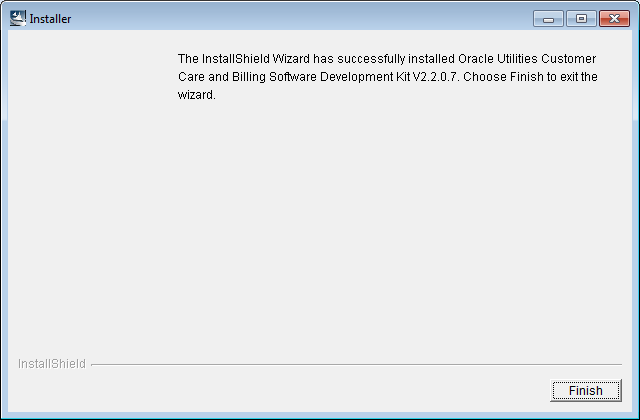 Installer
The InstallShield Wizard has successfully installed Oracle Utilities Customer
Care and Billing Software Development Kit V2.2.0.7. Choose Finish to exit the
wizard.
InstallShield
Finish